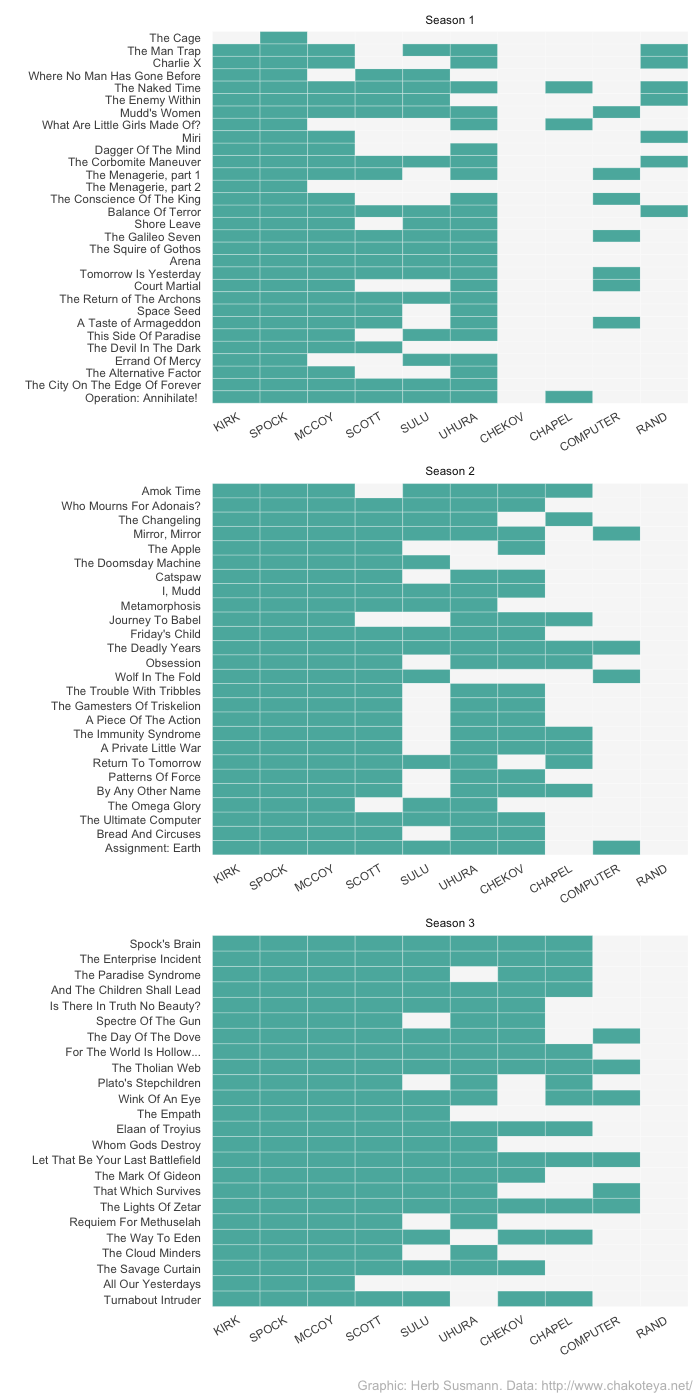 Season 1
The Cage
The Man Trap
Charlie X
Where No Man Has Gone Before
The Naked Time
The Enemy Within
Mudd's Women
What Are Little Girls Made Of?
Miri
Dagger Of The Mind
The Corbomite Maneuver
The Menagerie, part 1
The Menagerie, part 2
The Conscience Of The King
Balance Of Terror
Shore Leave
The Galileo Seven
The Squire of Gothos
Arena
Tomorrow Is Yesterday
Court Martial
The Return of The Archons
Space Seed
A Taste of Armageddon
This Side Of Paradise
The Devil In The Dark
Errand Of Mercy
The Alternative Factor
The City On The Edge Of Forever
Operation: Annihilate!
KIRK SPOCK MCCOY SCOTT SULU UHURA CHEKOV CHAPEL COMPUTER RAND
Season 2
Amok Time
Who Mourns For Adonais?
The Changeling
Mirror, Mirror
The Apple
The Doomsday Machine
Catspaw
I, Mudd
Metamorphosis
Journey To Babel
Friday's Child
The Deadly Years
Obsession
Wolf In The Fold
The Trouble With Tribbles
The Gamesters Of Triskelion
A Piece Of The Action
The Immunity Syndrome
A Private Little War
Return To Tomorrow
Patterns Of Force
By Any Other Name
The Omega Glory
The Ultimate Computer
Bread And Circuses
Assignment: Earth
KIRK SPOCK MCCOY SCOTT SULU UHURA CHEKOV CHAPEL COMPUTER RAND
Season 3
Spock's Brain
The Enterprise Incident
The Paradise Syndrome
And The Children Shall Lead
Is There In Truth No Beauty?
Spectre Of The Gun
The Day Of The Dove
For The World Is Hollow...
The Tholian Web
Plato's Stepchildren
Wink Of An Eye
The Empath
Elaan of Troyius
Whom Gods Destroy
Let That Be Your Last Battlefield
The Mark Of Gideon
That Which Survives
The Lights Of Zetar
Requiem For Methuselah
The Way To Eden
The Cloud Minders
The Savage Curtain
All Our Yesterdays
Turnabout Intruder
KIRK SPOCK MCCOY SCOTT SULU UHURA CHEKOV CHAPEL COMPUTER RAND
Graphic: Herb Susmann. Data: http://www.chakoteya.net/